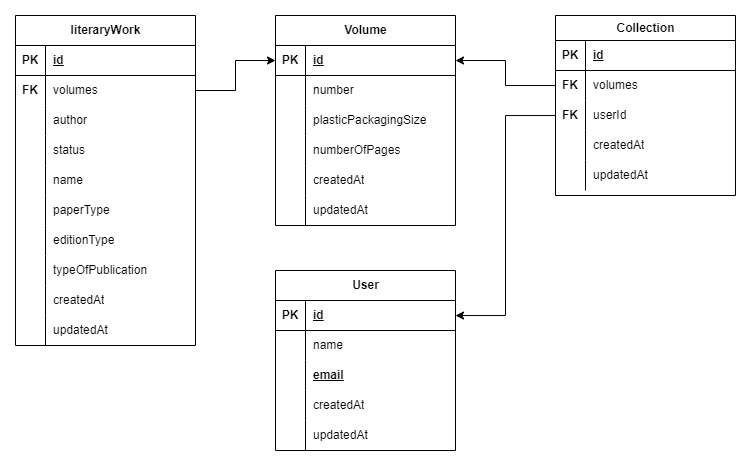 literaryWork
PK id
FK volumes
author
status
name
paperType
editionType
typeOfPublication
createdAt
updatedAt
Volume
PK id
number
plasticPackagingSize
numberOfPages
createdAt
updatedAt
Collection
PK id
FK volumes
FK userId
createdAt
updatedAt
User
PK id
name
email
createdAt
updatedAt